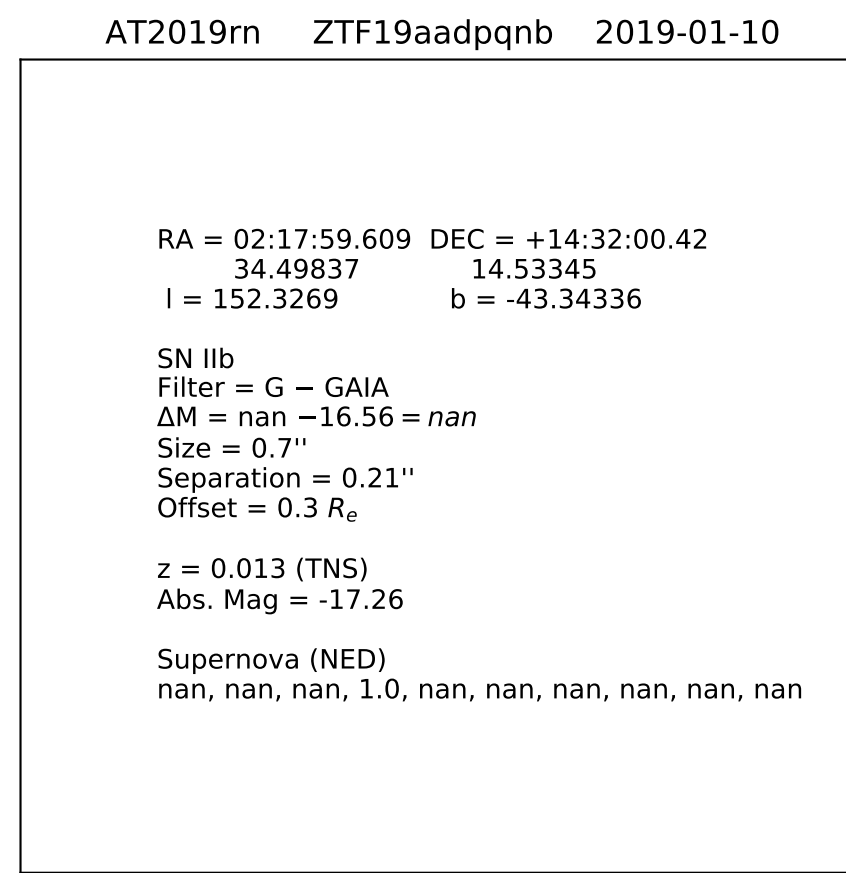 AT2019rn ZTF19aadpqnb 2019-01-10
RA = 02:17:59.609 DEC = +14:32:00.42
34.49837 14.53345
l = 152.3269 b = -43.34336
SN IIb
Filter = G − GAIA
ΔM = nan −16.56 = nan
Size = 0.7''
Separation = 0.21''
Offset = 0.3 Re
z = 0.013 (TNS)
Abs. Mag = -17.26
Supernova (NED)
nan, nan, nan, 1.0, nan, nan, nan, nan, nan, nan